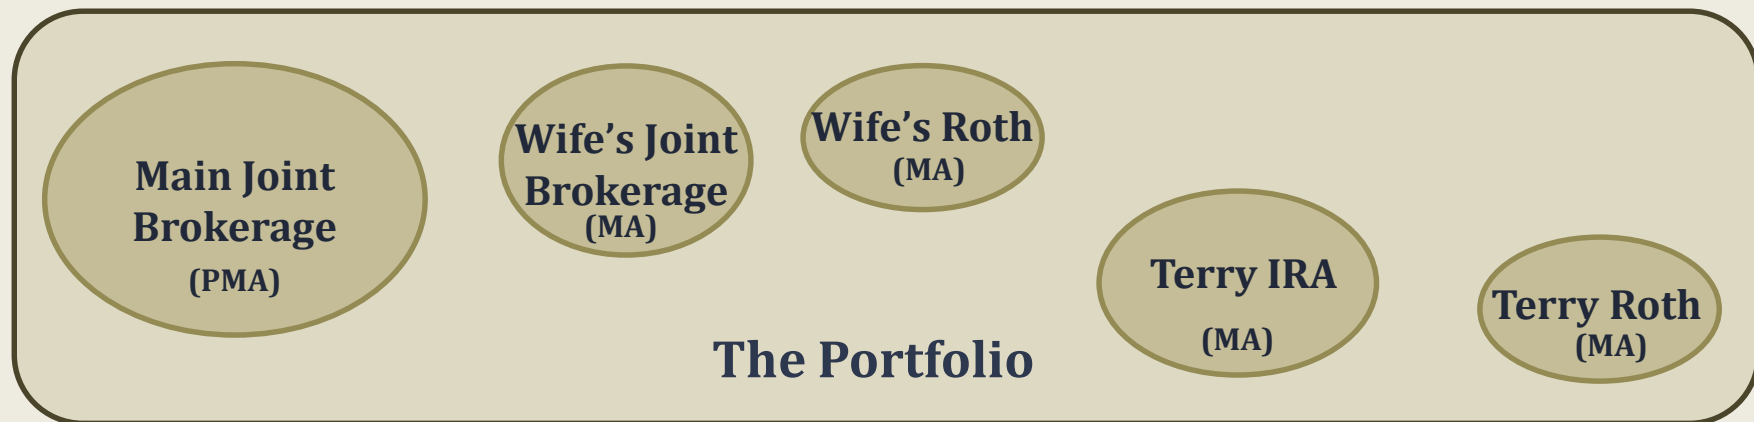 Main Joint
Brokerage
(PMA)
Wife’s Joint
Brokerage
(MA)
Wife’s Roth
(MA)
Terry IRA
(MA)
Terry Roth
(MA)
The Portfolio